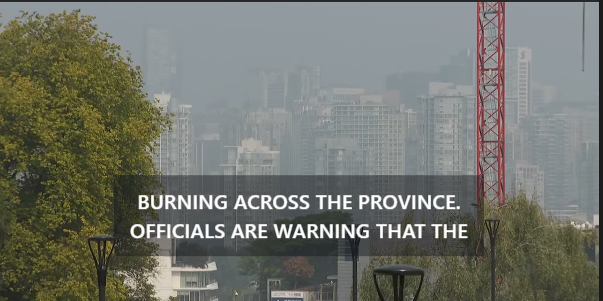 BURNING ACROSS THE PROVINCE.
OFFICIALS ARE WARNING THAT THE